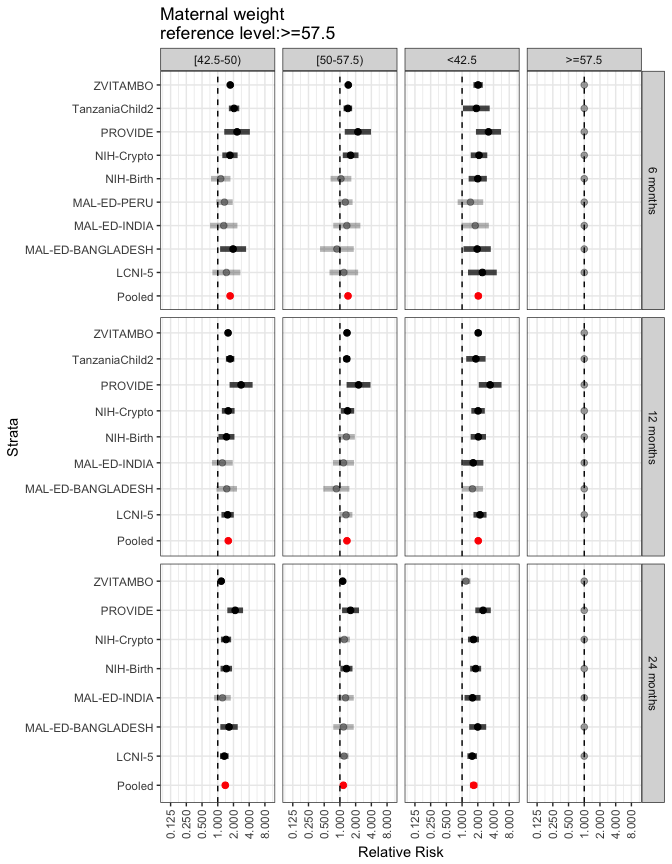 Maternal weight
reference level:>=57.5
[42.5-50)
[50-57.5)
<42.5
>=57.5
Strata
ZVITAMBO
TanzaniaChild2
PROVIDE
NIH-Crypto
NIH-Birth
MAL-ED-PERU
MAL-ED-INDIA
MAL-ED-BANGLADESH
LCNI-5
Pooled
6 months
ZVITAMBO
TanzaniaChild2
PROVIDE
NIH-Crypto
NIH-Birth
MAL-ED-INDIA
MAL-ED-BANGLADESH
LCNI-5
Pooled
12 months
ZVITAMBO
PROVIDE
NIH-Crypto
NIH-Birth
MAL-ED-INDIA
MAL-ED-BANGLADESH
LCNI-5
Pooled
24 months
0.125 0.250 0.500 1.000 2.000 4.000 8.000
0.125 0.250 0.500 1.000 2.000 4.000 8.000
0.125 0.250 0.500 1.000 2.000 4.000 8.000
0.125 0.250 0.500 1.000 2.000 4.000 8.000
Relative Risk